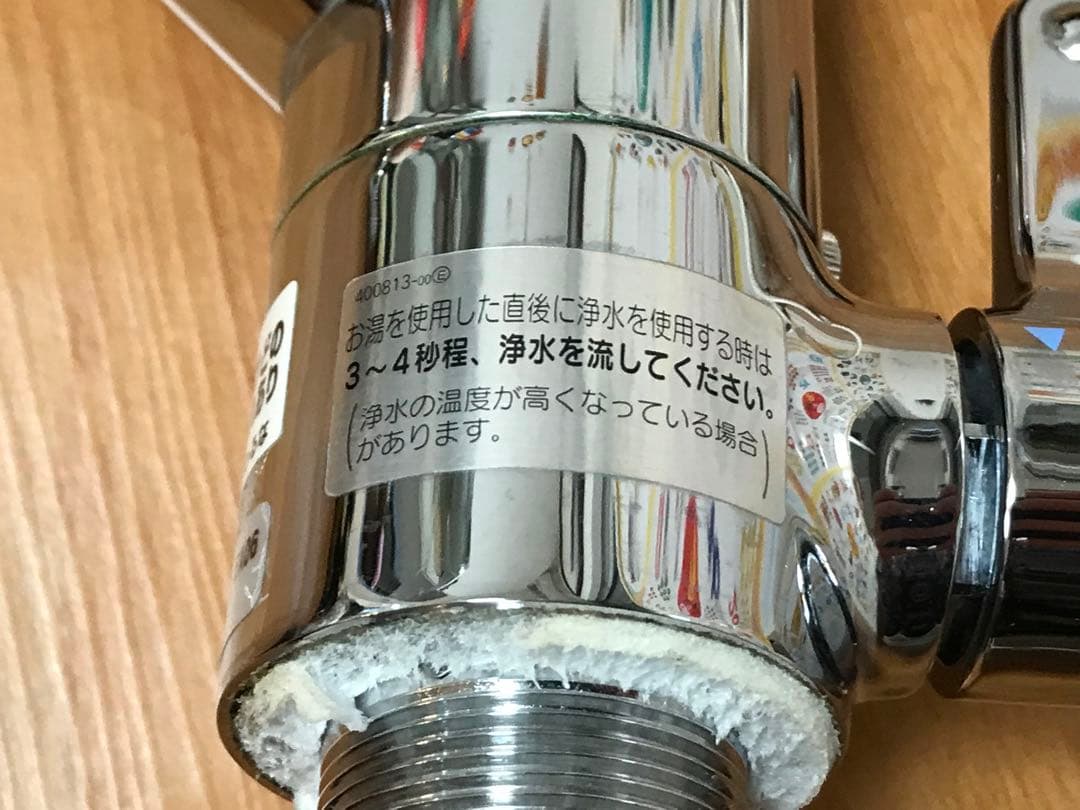 400813-00Ⓔ
お湯を使用した直後に浄水を使用する時は
3～4秒程、浄水を流してください。
(浄水の温度が高くなっている場合
があります。)